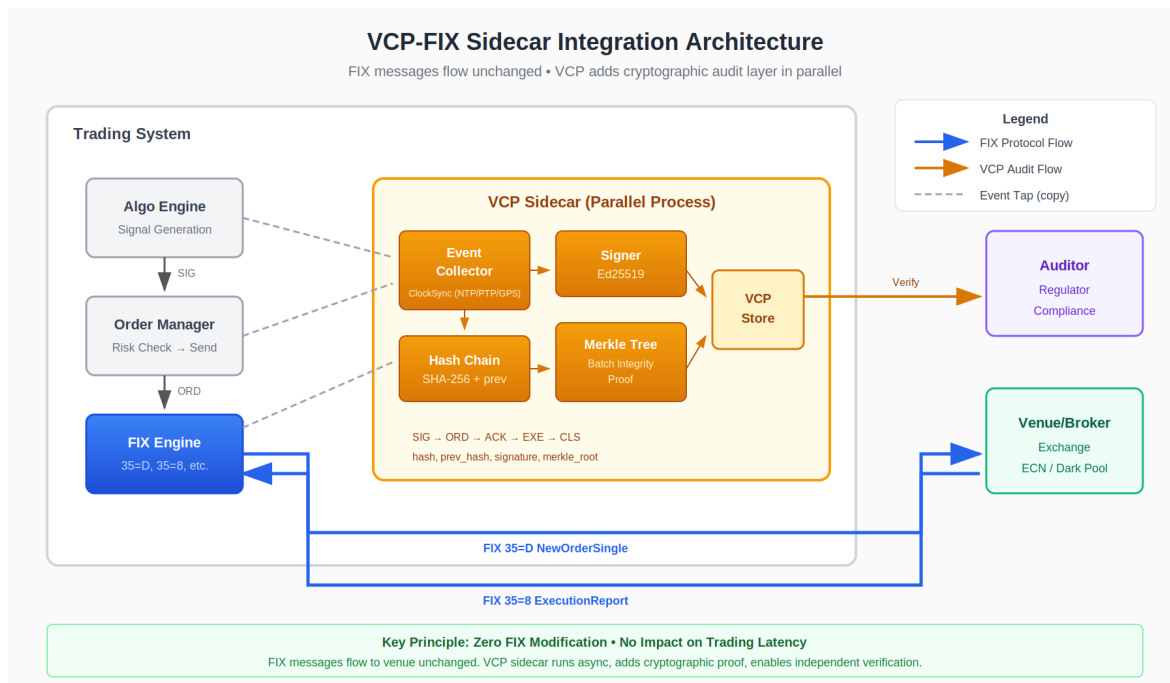 VCP-FIX Sidecar Integration Architecture
FIX messages flow unchanged • VCP adds cryptographic audit layer in parallel
Trading System
Algo Engine
Signal Generation
SIG
Order Manager
Risk Check → Send
ORD
FIX Engine
35=D, 35=8, etc.
VCP Sidecar (Parallel Process)
Event
Collector
ClockSync (NTP/PTP/GPS)
Signer
Ed25519
Hash Chain
SHA-256 + prev
Merkle Tree
Batch Integrity
Proof
VCP
Store
SIG → ORD → ACK → EXE → CLS
hash, prev_hash, signature, merkle_root
Legend
FIX Protocol Flow
VCP Audit Flow
Event Tap (copy)
Verify
Auditor
Regulator
Compliance
Venue/Broker
Exchange
ECN / Dark Pool
FIX 35=D NewOrderSingle
FIX 35=8 ExecutionReport
Key Principle: Zero FIX Modification • No Impact on Trading Latency
FIX messages flow to venue unchanged. VCP sidecar runs async, adds cryptographic proof, enables independent verification.